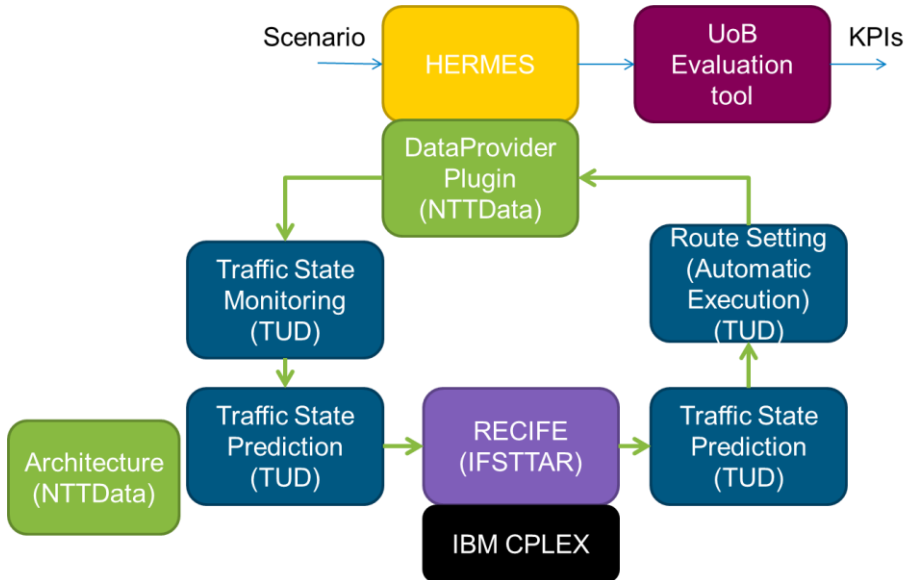 Scenario
HERMES
UoB
Evaluation
tool
KPIs
DataProvider
Plugin
(NTTData)
Traffic State
Monitoring
(TUD)
Route Setting
(Automatic
Execution)
(TUD)
Architecture
(NTTData)
Traffic State
Prediction
(TUD)
RECIFE
(IFSTTAR)
Traffic State
Prediction
(TUD)
IBM CPLEX